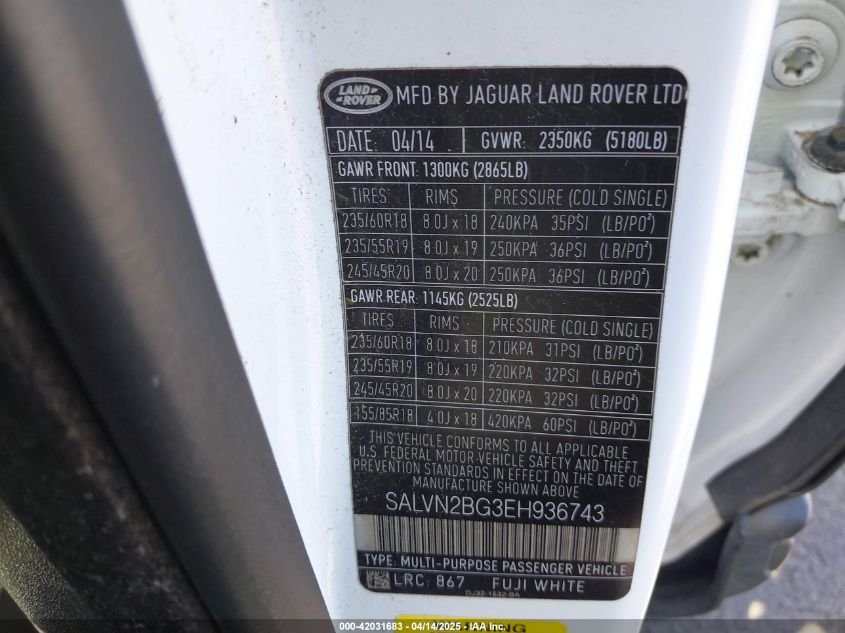 LAND ROVER MFD BY JAGUAR LAND ROVER LTD
DATE: 04/14 GVWR: 2350KG (5180LB)
GAWR FRONT: 1300KG (2865LB)
TIRES RIMS PRESSURE (COLD SINGLE)
235/60R18 8.0J x 18 240KPA 35PSI (LB/PO²)
235/55R19 8.0J x 19 250KPA 36PSI (LB/PO²)
245/45R20 8.0J x 20 250KPA 36PSI (LB/PO²)
GAWR REAR: 1145KG (2525LB)
TIRES RIMS PRESSURE (COLD SINGLE)
235/60R18 8.0J x 18 210KPA 31PSI (LB/PO²)
235/55R19 8.0J x 19 220KPA 32PSI (LB/PO²)
245/45R20 8.0J x 20 220KPA 32PSI (LB/PO²)
155/85R18 4.0J x 18 420KPA 60PSI (LB/PO²)
THIS VEHICLE CONFORMS TO ALL APPLICABLE
U.S. FEDERAL MOTOR-VEHICLE SAFETY AND THEFT
PREVENTION STANDARDS IN EFFECT ON THE DATE OF
MANUFACTURE SHOWN ABOVE.
SALVN2BG3EH936743
TYPE: MULTI-PURPOSE PASSENGER VEHICLE
LRC: 867 FUJI WHITE
DJ32-1532-BA
000-42031683 - 04/14/2025 - IAA, Inc.